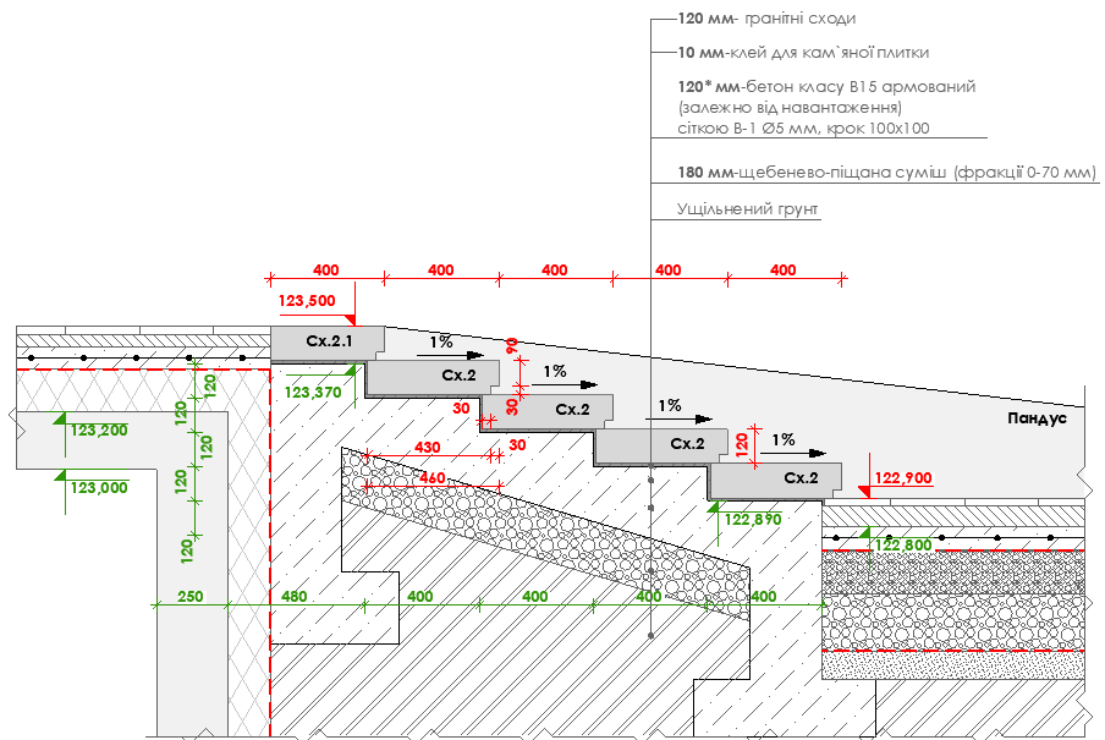 120 мм- гранітні сходи
10 мм-клей для кам`яної плитки
120* мм-бетон класу В15 армований
(залежно від навантаження)
сіткою В-1 Ø5 мм, крок 100х100
180 мм-щебенево-піщана суміш (фракції 0-70 мм)
Ущільнений грунт
400 400 400 400 400
123,500
Сх.2.1
1%
90
Сх.2
1%
120
123,370
30
30
Сх.2
1%
Пандус
120
123,200
120
430
30
Сх.2
120
1%
120
123,000
460
Сх.2
122,900
120
122,890
120
122,800
250 480 400 400 400 400